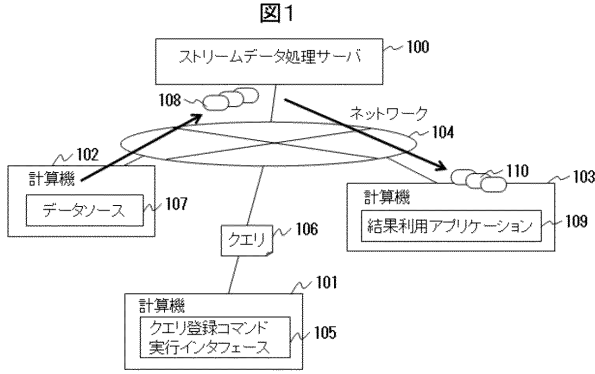 図1
ストリームデータ処理サーバ
100
108
ネットワーク
104
102
計算機
データソース
107
110
103
計算機
結果利用アプリケーション
109
クエリ
106
101
計算機
クエリ登録コマンド
実行インタフェース
105